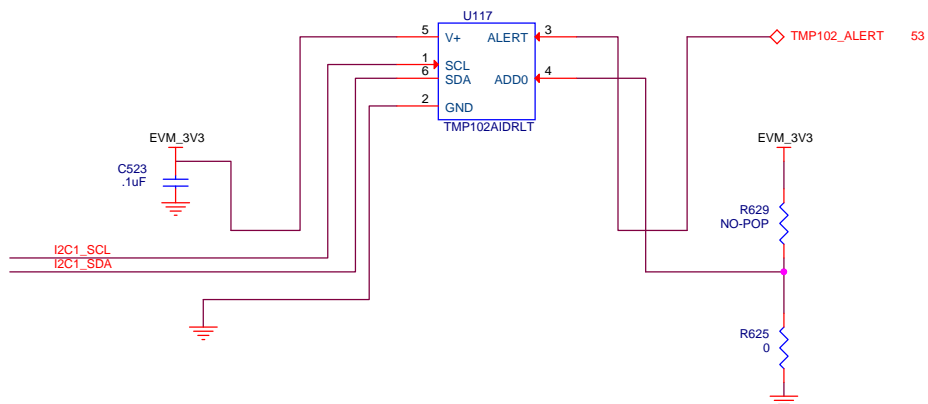 U117
5 V+ ALERT 3
TMP102_ALERT 53
1 SCL
6 SDA ADD0 4
2 GND
TMP102AIDRLT
EVM_3V3
C523
.1uF
EVM_3V3
R629
NO-POP
I2C1_SCL
I2C1_SDA
R625
0